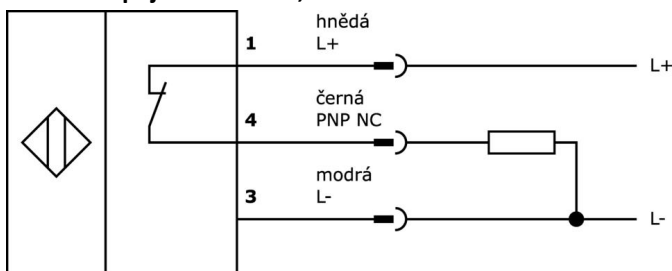 hnědá
1 L+ L+
černá
4 PNP NC
modrá
3 L- L-